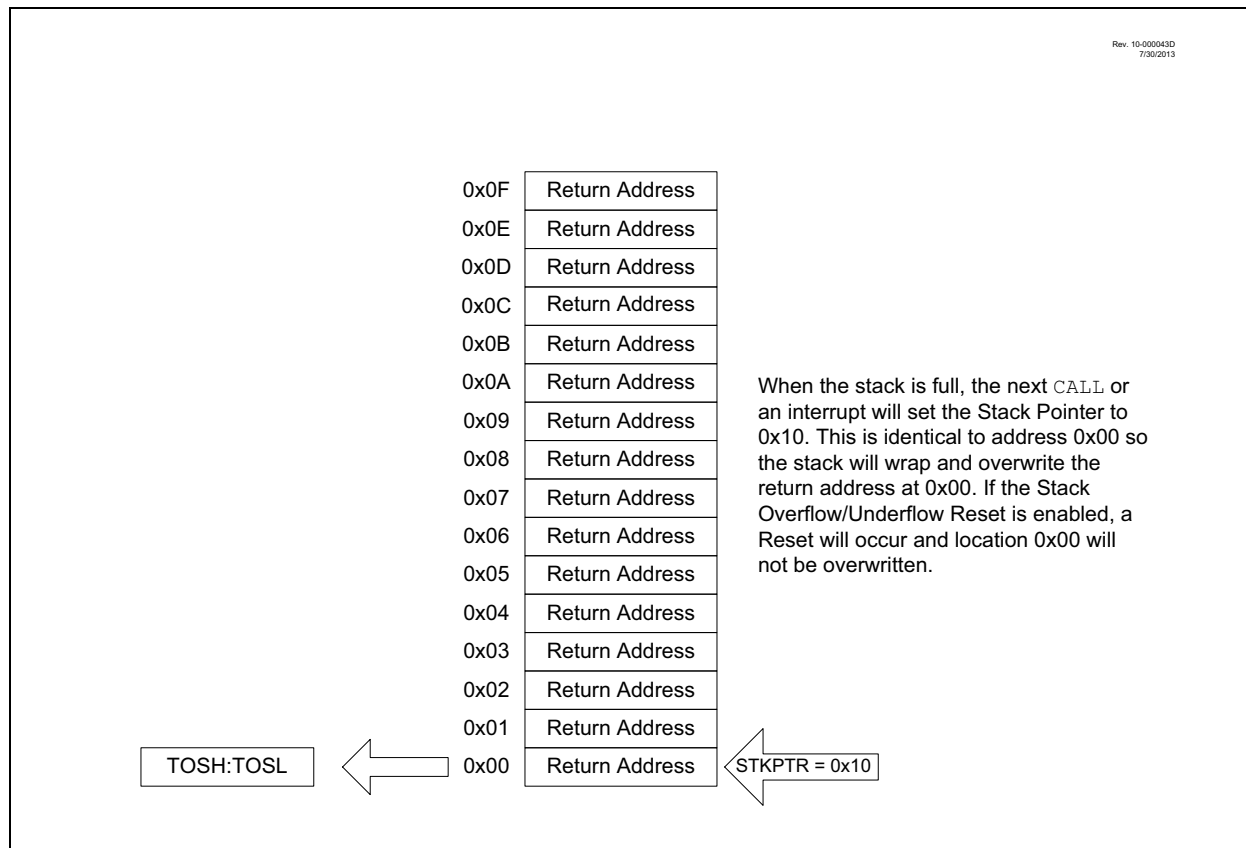 Rev. 10-000043D
7/30/2013
0x0F Return Address
0x0E Return Address
0x0D Return Address
0x0C Return Address
0x0B Return Address
0x0A Return Address
0x09 Return Address
0x08 Return Address
0x07 Return Address
0x06 Return Address
0x05 Return Address
0x04 Return Address
0x03 Return Address
0x02 Return Address
0x01 Return Address
TOSH:TOSL 0x00 Return Address STKPTR = 0x10
When the stack is full, the next CALL or
an interrupt will set the Stack Pointer to
0x10. This is identical to address 0x00 so
the stack will wrap and overwrite the
return address at 0x00. If the Stack
Overflow/Underflow Reset is enabled, a
Reset will occur and location 0x00 will
not be overwritten.